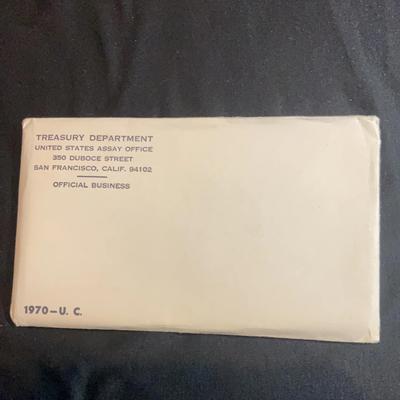 TREASURY DEPARTMENT
UNITED STATES ASSAY OFFICE
350 DUBOCE STREET
SAN FRANCISCO, CALIF. 94102
OFFICIAL BUSINESS
1970-U. C.